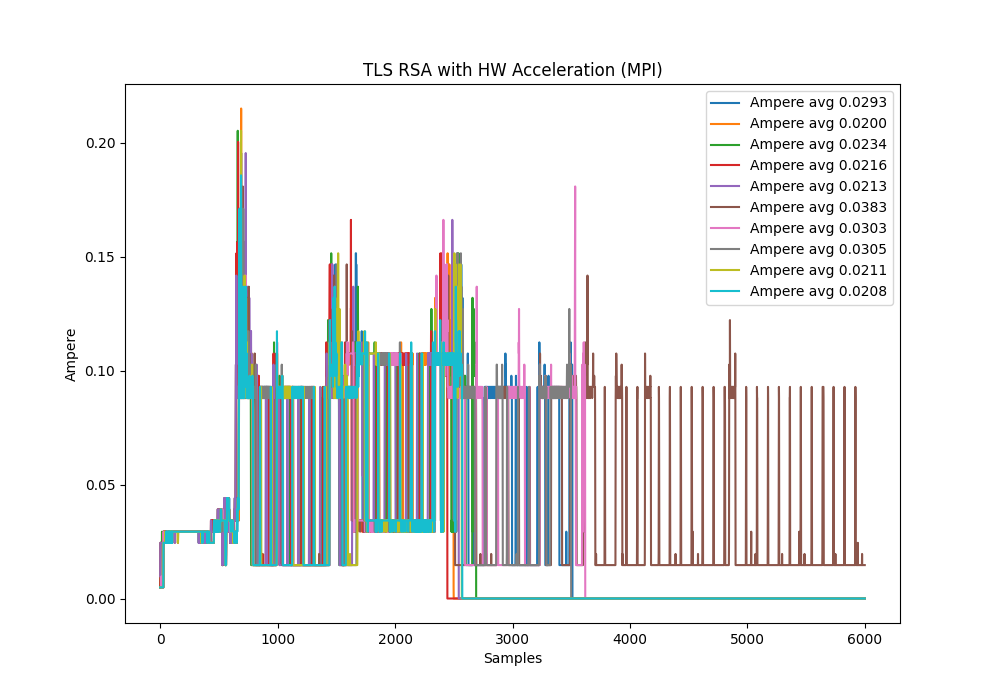 TLS RSA with HW Acceleration (MPI)
Ampere avg 0.0293
Ampere avg 0.0200
Ampere avg 0.0234
Ampere avg 0.0216
Ampere avg 0.0213
Ampere avg 0.0383
Ampere avg 0.0303
Ampere avg 0.0305
Ampere avg 0.0211
Ampere avg 0.0208
0.20
0.15
0.10
0.05
0.00
Ampere
0 1000 2000 3000 4000 5000 6000
Samples